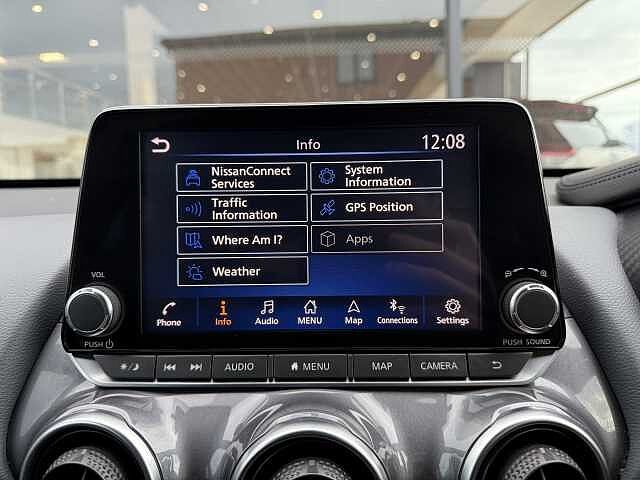 Info
12:08
NissanConnect
Services
System
Information
Traffic
Information
GPS Position
Where Am I?
Apps
Weather
VOL
PUSH
Phone
Info
Audio
MENU
Map
Connections
Settings
PUSH SOUND
AUDIO
MENU
MAP
CAMERA